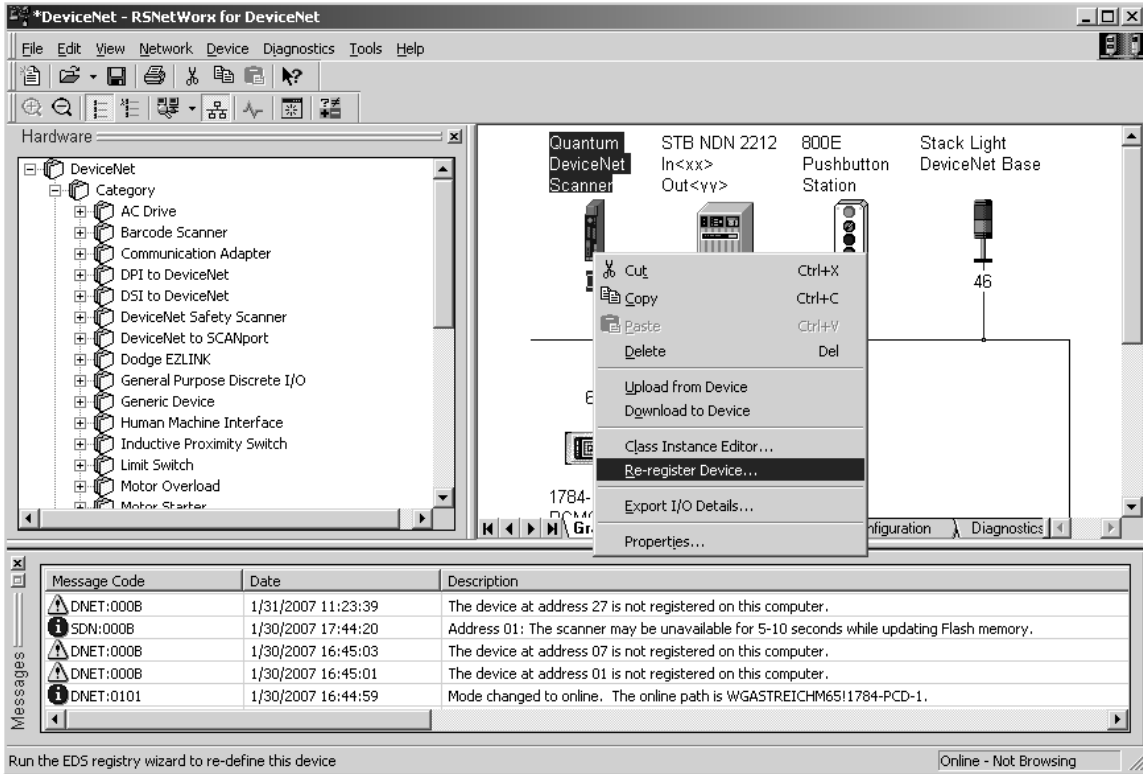 *DeviceNet - RSNetWorx for DeviceNet
File Edit View Network Device Diagnostics Tools Help
Hardware
DeviceNet
Category
AC Drive
Barcode Scanner
Communication Adapter
DPI to DeviceNet
DSI to DeviceNet
DeviceNet Safety Scanner
DeviceNet to SCANport
Dodge EZLINK
General Purpose Discrete I/O
Generic Device
Human Machine Interface
Inductive Proximity Switch
Limit Switch
Motor Overload
Motor Starter
Quantum
DeviceNet
Scanner
STB NDN 2212
In<xx>
Out<yy>
800E
Pushbutton
Station
Stack Light
DeviceNet Base
46
Cut Ctrl+X
Copy Ctrl+C
Paste Ctrl+V
Delete Del
Upload from Device
Download to Device
Class Instance Editor...
Re-register Device...
Export I/O Details...
Properties...
1784-
Diagnostics
Messages
Message Code Date Description
DNET:000B 1/31/2007 11:23:39 The device at address 27 is not registered on this computer.
SDN:000B 1/30/2007 17:44:20 Address 01: The scanner may be unavailable for 5-10 seconds while updating Flash memory.
DNET:000B 1/30/2007 16:45:03 The device at address 07 is not registered on this computer.
DNET:000B 1/30/2007 16:45:01 The device at address 01 is not registered on this computer.
DNET:0101 1/30/2007 16:44:59 Mode changed to online. The online path is WGASTREICHM65!1784-PCD-1.
Run the EDS registry wizard to re-define this device
Online - Not Browsing